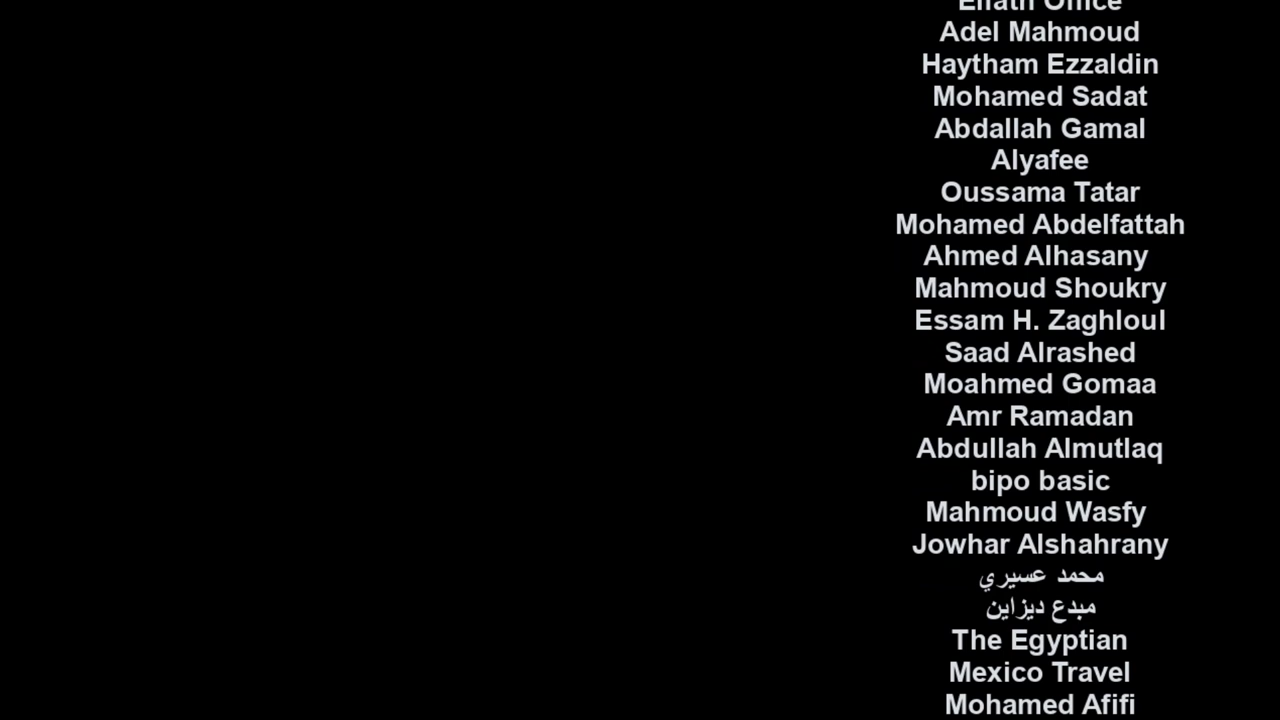 Elfath Office
Adel Mahmoud
Haytham Ezzaldin
Mohamed Sadat
Abdallah Gamal
Alyafee
Oussama Tatar
Mohamed Abdelfattah
Ahmed Alhasany
Mahmoud Shoukry
Essam H. Zaghloul
Saad Alrashed
Moahmed Gomaa
Amr Ramadan
Abdullah Almutlaq
bipo basic
Mahmoud Wasfy
Jowhar Alshahrany
محمد عسيري
مبدع ديزاين
The Egyptian
Mexico Travel
Mohamed Afifi